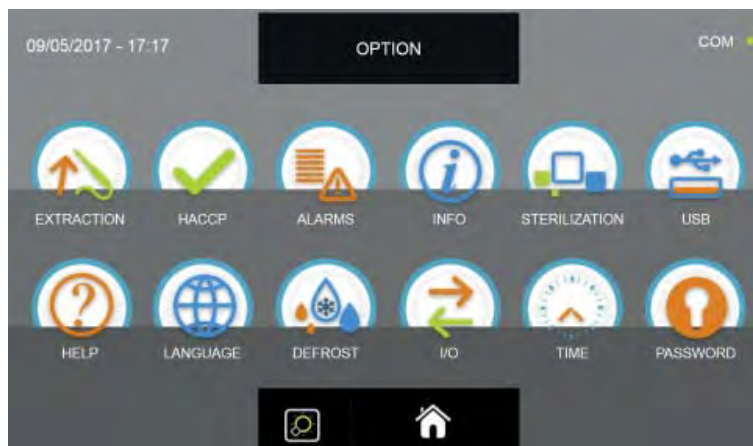 09/05/2017 - 17:17
OPTION
COM
EXTRACTION
HACCP
ALARMS
INFO
STERILIZATION
USB
HELP
LANGUAGE
DEFROST
I/O
TIME
PASSWORD